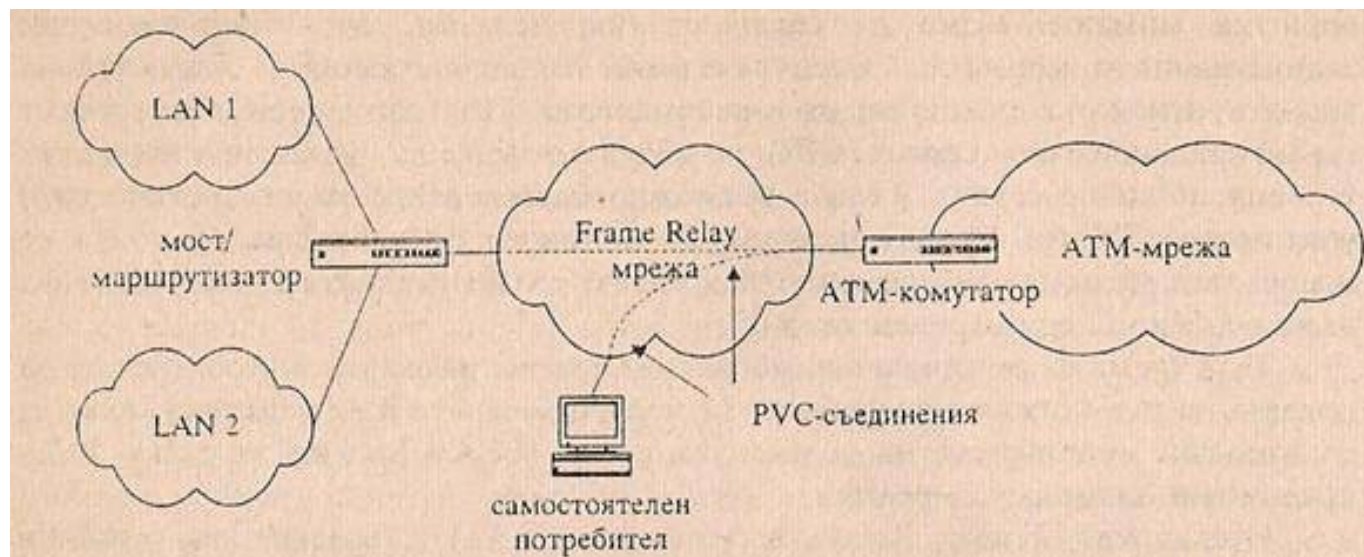 LAN 1
мост/
маршрутизатор
Frame Relay
мрежа
АТМ-мрежа
АТМ-комутатор
LAN 2
PVC-съединения
самостоятелен
потребител